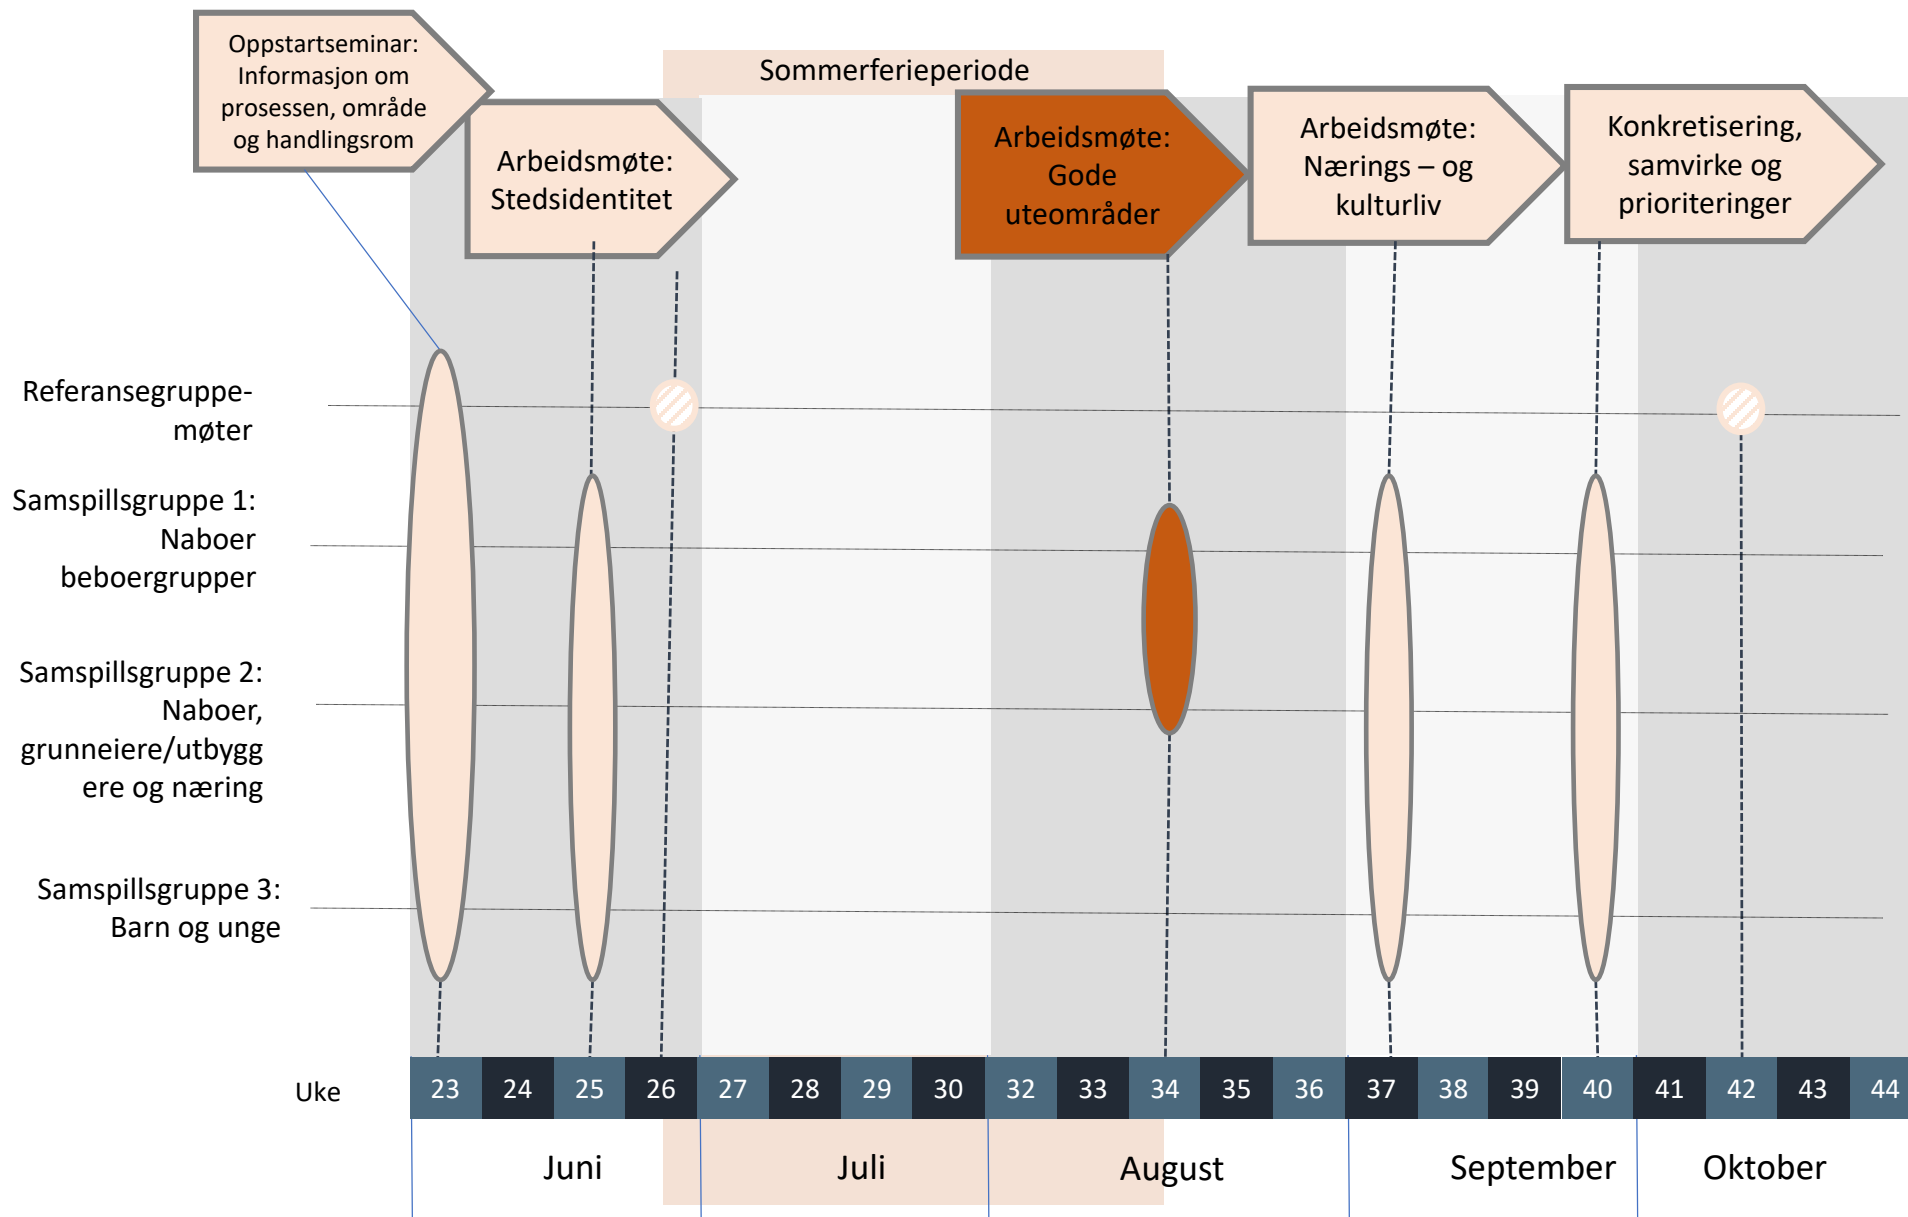 Oppstartseminar:
Informasjon om
prosessen, område
og handlingsrom
Sommerferieperiode
Arbeidsmøte:
Stedsidentitet
Arbeidsmøte:
Gode
uteområder
Arbeidsmøte:
Nærings – og
kulturliv
Konkretisering,
samvirke og
prioriteringer
Referansegruppe-
møter
Samspillsgruppe 1:
Naboer
beboergrupper
Samspillsgruppe 2:
Naboer,
grunneiere/utbygg
ere og næring
Samspillsgruppe 3:
Barn og unge
Uke 23 24 25 26 27 28 29 30 32 33 34 35 36 37 38 39 40 41 42 43 44
Juni Juli August September Oktober